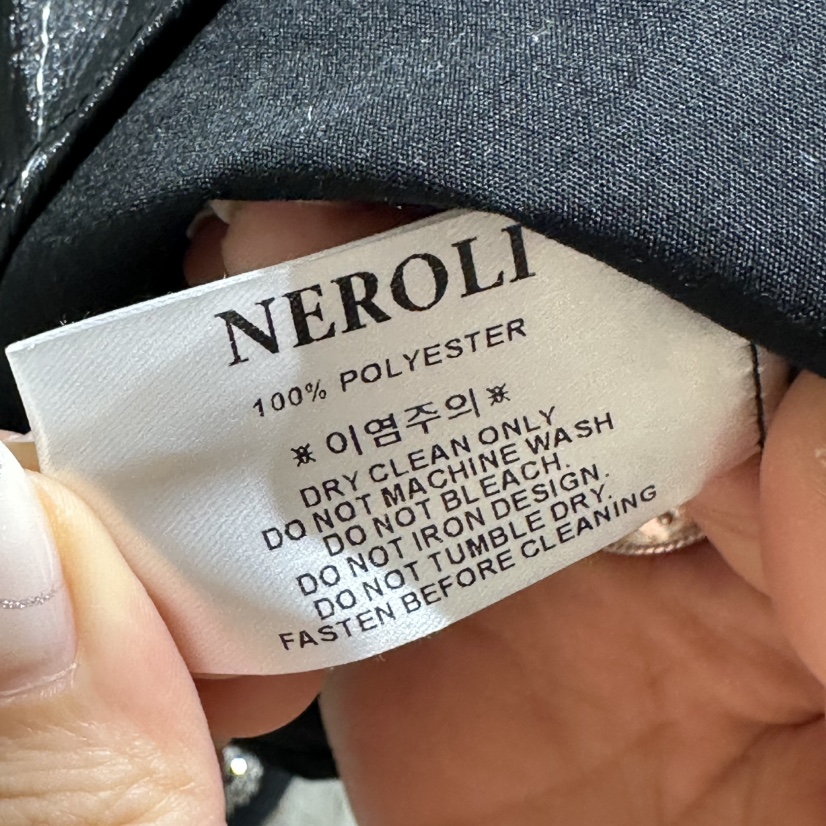 NEROLI
100% POLYESTER
※이염주의※
DRY CLEAN ONLY
DO NOT MACHINE WASH
DO NOT BLEACH.
DO NOT IRON DESIGN.
DO NOT TUMBLE DRY.
FASTEN BEFORE CLEANING